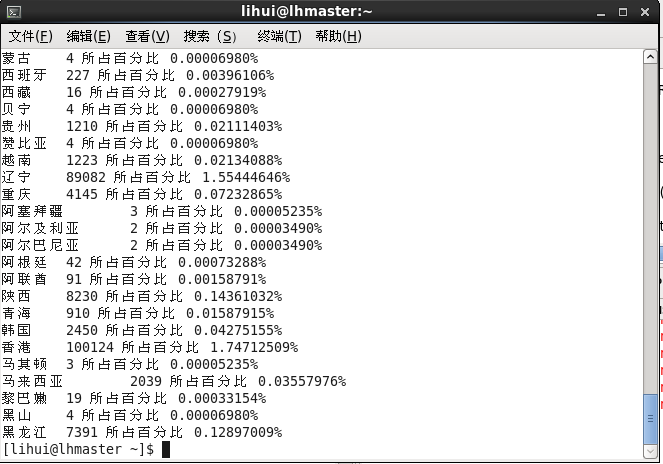 lihui@lhmaster:~
文件(F) 编辑(E) 查看(V) 搜索 (S) 终端(T) 帮助(H)
蒙古 4 所占百分比 0.00006980%
西班牙 227 所占百分比 0.00396106%
西藏 16 所占百分比 0.00027919%
贝宁 4 所占百分比 0.00006980%
贵州 1210 所占百分比 0.02111403%
赞比亚 4 所占百分比 0.00006980%
越南 1223 所占百分比 0.02134088%
辽宁 89082 所占百分比 1.55444646%
重庆 4145 所占百分比 0.07232865%
阿塞拜疆 3 所占百分比 0.00005235%
阿尔及利亚 2 所占百分比 0.00003490%
阿尔巴尼亚 2 所占百分比 0.00003490%
阿根廷 42 所占百分比 0.00073288%
阿联酋 91 所占百分比 0.00158791%
陕西 8230 所占百分比 0.14361032%
青海 910 所占百分比 0.01587915%
韩国 2450 所占百分比 0.04275155%
香港 100124 所占百分比 1.74712509%
马其顿 3 所占百分比 0.00005235%
马来西亚 2039 所占百分比 0.03557976%
黎巴嫩 19 所占百分比 0.00033154%
黑山 4 所占百分比 0.00006980%
黑龙江 7391 所占百分比 0.12897009%
[lihui@lhmaster ~]$